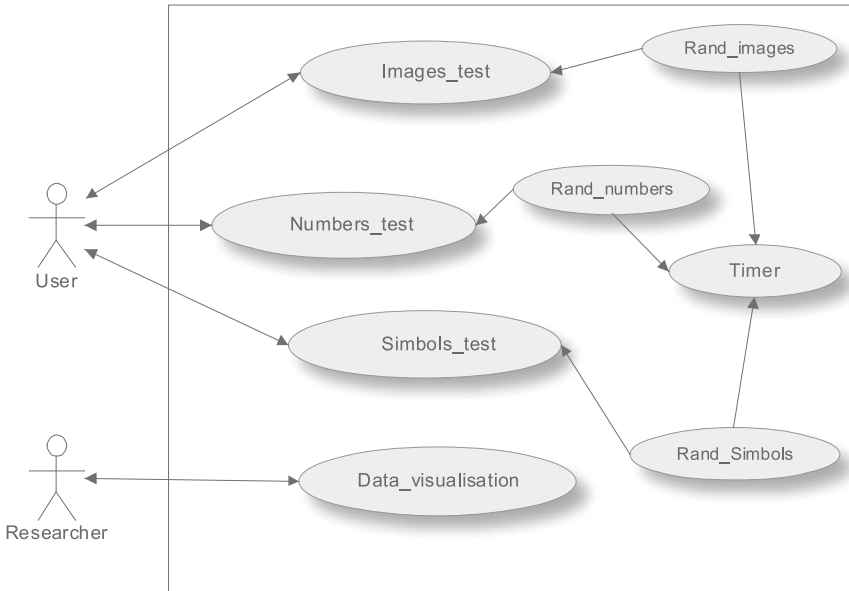 Rand_images
Images_test
Rand_numbers
Numbers_test
Timer
User
Simbols_test
Rand_Simbols
Data_visualisation
Researcher